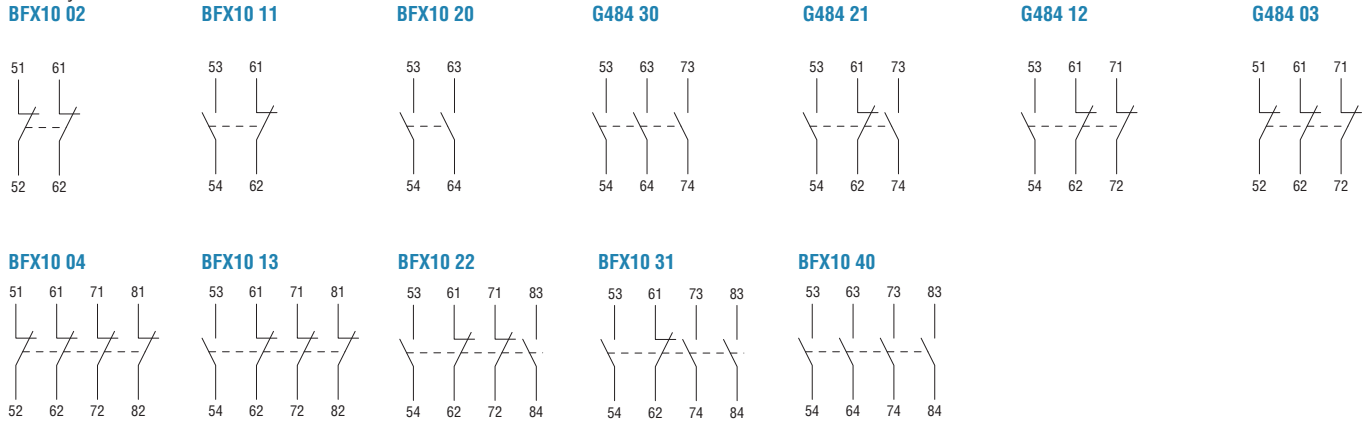 BFX10 02 BFX10 11 BFX10 20 G484 30 G484 21 G484 12 G484 03
51 61 53 61 53 63 53 63 73 53 61 73 53 61 71 51 61 71
52 62 54 62 54 64 54 64 74 54 62 74 54 62 72 52 62 72
BFX10 04 BFX10 13 BFX10 22 BFX10 31 BFX10 40
51 61 71 81 53 61 71 81 53 61 71 83 53 61 73 83 53 63 73 83
52 62 72 82 54 62 72 82 54 62 72 84 54 62 74 84 54 64 74 84